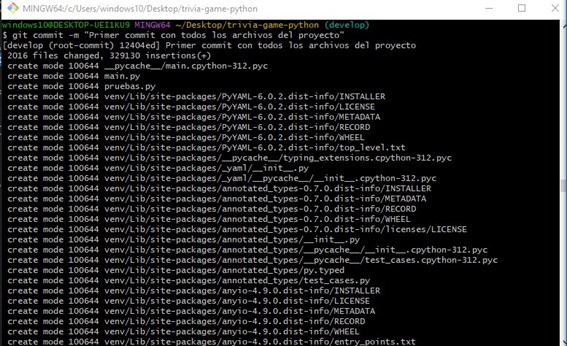 MINGW64:/c/Users/windows10/Desktop/trivia-game-python
windows10@DESKTOP-UEI1KU9 MINGW64 ~/Desktop/trivia-game-python (develop)
$ git commit -m "Primer commit con todos los archivos del proyecto"
[develop (root-commit) 12404ed] Primer commit con todos los archivos del proyecto
2016 files changed, 329130 insertions(+)
create mode 100644 __pycache__/main.cpython-312.pyc
create mode 100644 main.py
create mode 100644 pruebas.py
create mode 100644 venv/Lib/site-packages/PyYAML-6.0.2.dist-info/INSTALLER
create mode 100644 venv/Lib/site-packages/PyYAML-6.0.2.dist-info/LICENSE
create mode 100644 venv/Lib/site-packages/PyYAML-6.0.2.dist-info/METADATA
create mode 100644 venv/Lib/site-packages/PyYAML-6.0.2.dist-info/RECORD
create mode 100644 venv/Lib/site-packages/PyYAML-6.0.2.dist-info/WHEEL
create mode 100644 venv/Lib/site-packages/PyYAML-6.0.2.dist-info/top_level.txt
create mode 100644 venv/Lib/site-packages/__pycache__/typing_extensions.cpython-312.pyc
create mode 100644 venv/Lib/site-packages/_yaml/__init__.py
create mode 100644 venv/Lib/site-packages/_yaml/__pycache__/__init__.cpython-312.pyc
create mode 100644 venv/Lib/site-packages/annotated_types-0.7.0.dist-info/INSTALLER
create mode 100644 venv/Lib/site-packages/annotated_types-0.7.0.dist-info/METADATA
create mode 100644 venv/Lib/site-packages/annotated_types-0.7.0.dist-info/RECORD
create mode 100644 venv/Lib/site-packages/annotated_types-0.7.0.dist-info/WHEEL
create mode 100644 venv/Lib/site-packages/annotated_types-0.7.0.dist-info/licenses/LICENSE
create mode 100644 venv/Lib/site-packages/annotated_types/__init__.py
create mode 100644 venv/Lib/site-packages/annotated_types/__pycache__/__init__.cpython-312.pyc
create mode 100644 venv/Lib/site-packages/annotated_types/__pycache__/test_cases.cpython-312.pyc
create mode 100644 venv/Lib/site-packages/annotated_types/py.typed
create mode 100644 venv/Lib/site-packages/annotated_types/test_cases.py
create mode 100644 venv/Lib/site-packages/anyio-4.9.0.dist-info/INSTALLER
create mode 100644 venv/Lib/site-packages/anyio-4.9.0.dist-info/LICENSE
create mode 100644 venv/Lib/site-packages/anyio-4.9.0.dist-info/METADATA
create mode 100644 venv/Lib/site-packages/anyio-4.9.0.dist-info/RECORD
create mode 100644 venv/Lib/site-packages/anyio-4.9.0.dist-info/WHEEL
create mode 100644 venv/Lib/site-packages/anyio-4.9.0.dist-info/entry_points.txt